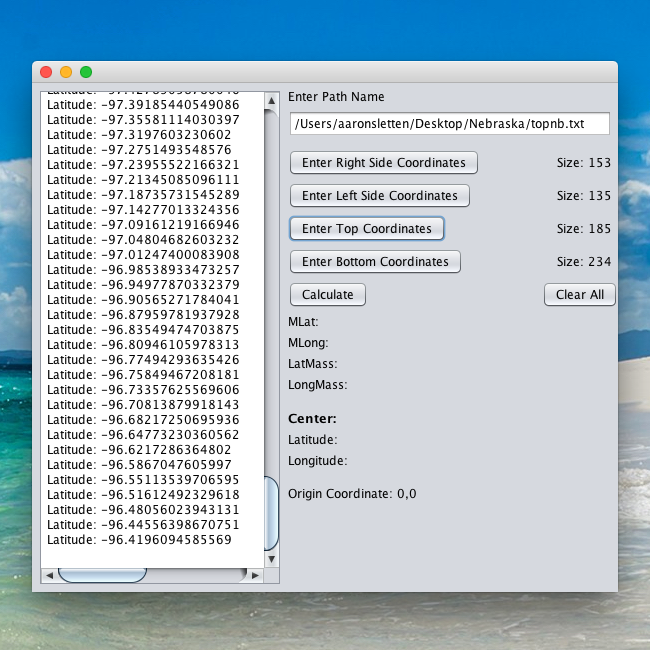 Latitude: -97.39185440549086
Latitude: -97.35581114030397
Latitude: -97.3197603230602
Latitude: -97.2751493548576
Latitude: -97.23955522166321
Latitude: -97.21345085096111
Latitude: -97.18735731545289
Latitude: -97.14277013324356
Latitude: -97.09161219166946
Latitude: -97.04804682603232
Latitude: -97.01247400083908
Latitude: -96.98538933473257
Latitude: -96.94977870332379
Latitude: -96.90565271784041
Latitude: -96.87959781937928
Latitude: -96.83549474703875
Latitude: -96.80946105978313
Latitude: -96.77494293635426
Latitude: -96.75849467208181
Latitude: -96.73357625569606
Latitude: -96.70813879918143
Latitude: -96.68217250695936
Latitude: -96.64773230360562
Latitude: -96.6217286364802
Latitude: -96.5867047605997
Latitude: -96.55113539706595
Latitude: -96.51612492329618
Latitude: -96.48056023943131
Latitude: -96.44556398670751
Latitude: -96.4196094585569
Enter Path Name
/Users/aaronsletten/Desktop/Nebraska/topnb.txt
Enter Right Side Coordinates Size: 153
Enter Left Side Coordinates Size: 135
Enter Top Coordinates Size: 185
Enter Bottom Coordinates Size: 234
Calculate Clear All
MLat:
MLong:
LatMass:
LongMass:
Center:
Latitude:
Longitude:
Origin Coordinate: 0,0